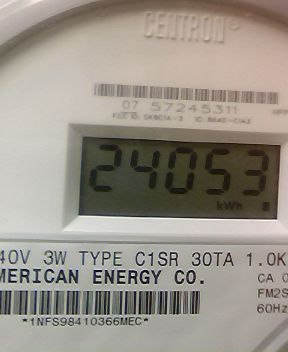 CENTRON®
07 57245311
24053
kWh
40V 3W TYPE C1SR 30TA 1.0K
MERICAN ENERGY CO.
CA 0
FM2S
60Hz
*1NFS98410366MEC*